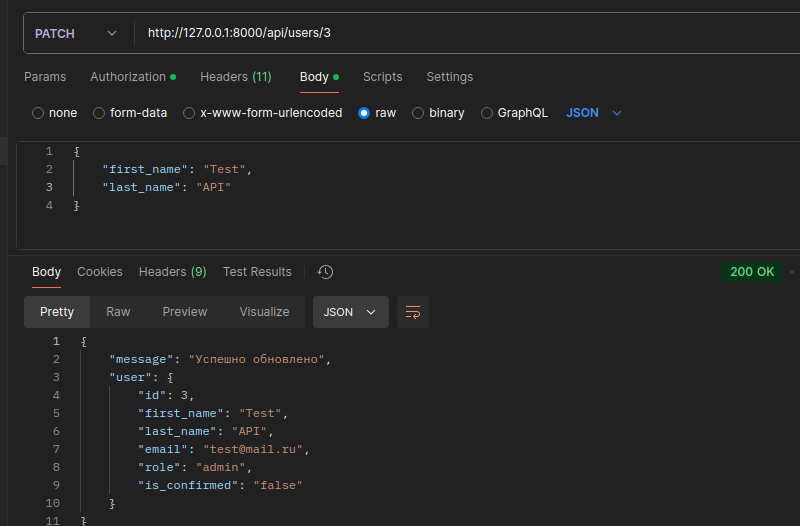 PATCH http://127.0.0.1:8000/api/users/3
Params Authorization Headers (11) Body Scripts Settings
none form-data x-www-form-urlencoded raw binary GraphQL JSON
1 {
2 "first_name": "Test",
3 "last_name": "API"
4 }
Body Cookies Headers (9) Test Results 200 OK
Pretty Raw Preview Visualize JSON
1 {
2 "message": "Успешно обновлено",
3 "user": {
4 "id": 3,
5 "first_name": "Test",
6 "last_name": "API",
7 "email": "test@mail.ru",
8 "role": "admin",
9 "is_confirmed": "false"
10 }
11 }